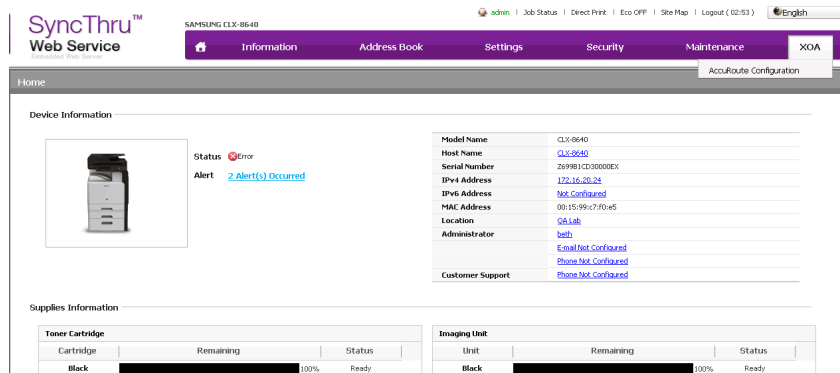 admin | Job Status | Direct Print | Eco OFF | Site Map | Logout ( 02:53 ) English
SyncThru™
Web Service
Embedded Web Server
SAMSUNG CLX-8640
Information Address Book Settings Security Maintenance XOA
AccuRoute Configuration
Home
Device Information
Status Error
Alert 2 Alert(s) Occurred
Model Name CLX-8640
Host Name CLX-8640
Serial Number Z699B1CD30000EX
IPv4 Address 172.16.20.24
IPv6 Address Not Configured
MAC Address 00:15:99:c7:f0:e5
Location QA Lab
Administrator beth
E-mail Not Configured
Phone Not Configured
Customer Support Phone Not Configured
Supplies Information
Toner Cartridge
Cartridge Remaining Status
Black 100% Ready
Imaging Unit
Unit Remaining Status
Black 100% Ready